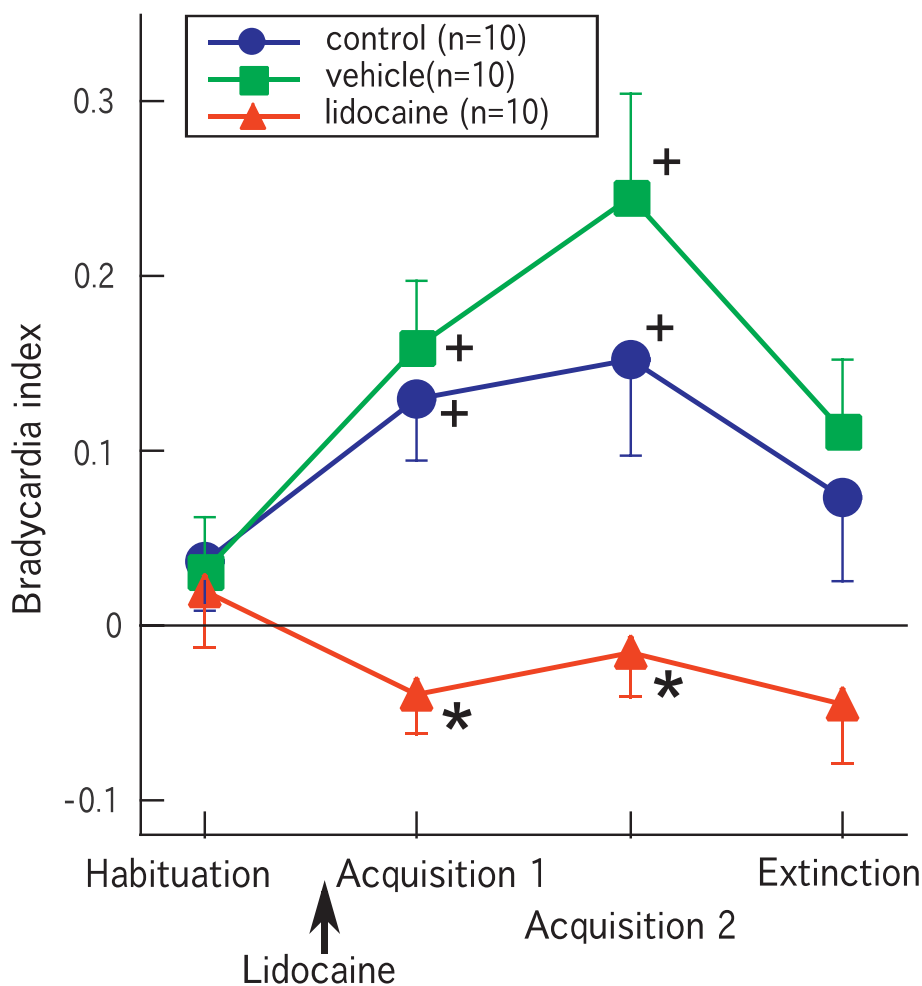 control (n=10)
vehicle(n=10)
lidocaine (n=10)
0.3
0.2
0.1
0
-0.1
Bradycardia index
+
+
+
+
*
*
Habituation
Acquisition 1
Acquisition 2
Extinction
Lidocaine